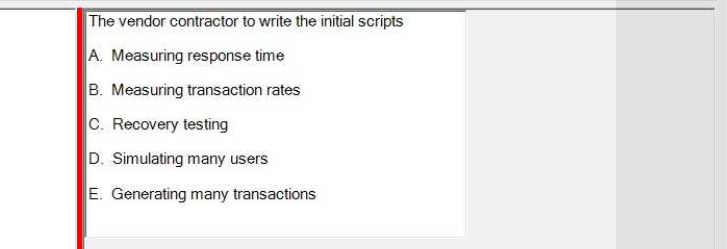 The vendor contractor to write the initial scripts
A. Measuring response time
B. Measuring transaction rates
C. Recovery testing
D. Simulating many users
E. Generating many transactions